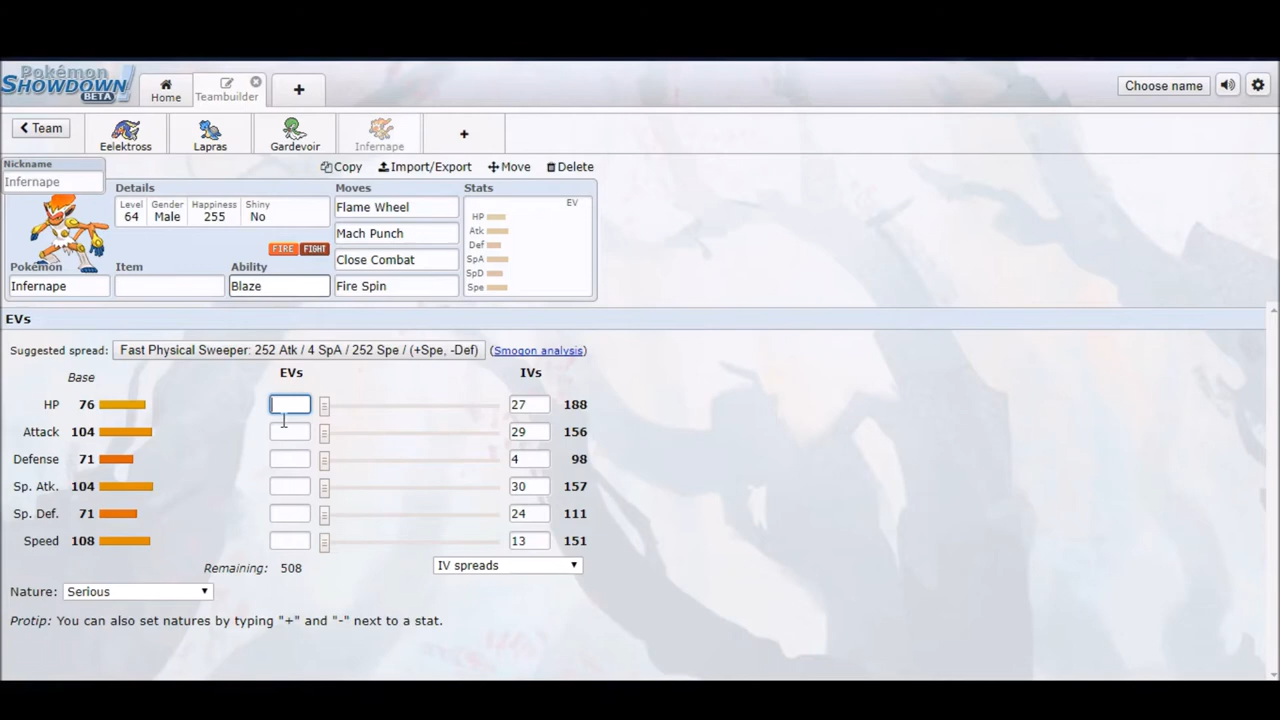 Pokémon
SHOWDOWN!
BETA
Home
Teambuilder
+
Choose name
< Team
Eelektross
Lapras
Gardevoir
Infernape
+
Nickname
Infernape
Copy
Import/Export
Move
Delete
Details
Level
64
Gender
Male
Happiness
255
Shiny
No
FIRE
FIGHT
Pokémon
Infernape
Item
Ability
Blaze
Moves
Flame Wheel
Mach Punch
Close Combat
Fire Spin
Stats
EV
HP
Atk
Def
SpA
SpD
Spe
EVs
Suggested spread: Fast Physical Sweeper: 252 Atk / 4 SpA / 252 Spe / (+Spe, -Def) (Smogon analysis)
Base EVs IVs
HP 76 27 188
Attack 104 29 156
Defense 71 4 98
Sp. Atk. 104 30 157
Sp. Def. 71 24 111
Speed 108 13 151
Remaining: 508 IV spreads
Nature: Serious
Protip: You can also set natures by typing "+" and "-" next to a stat.